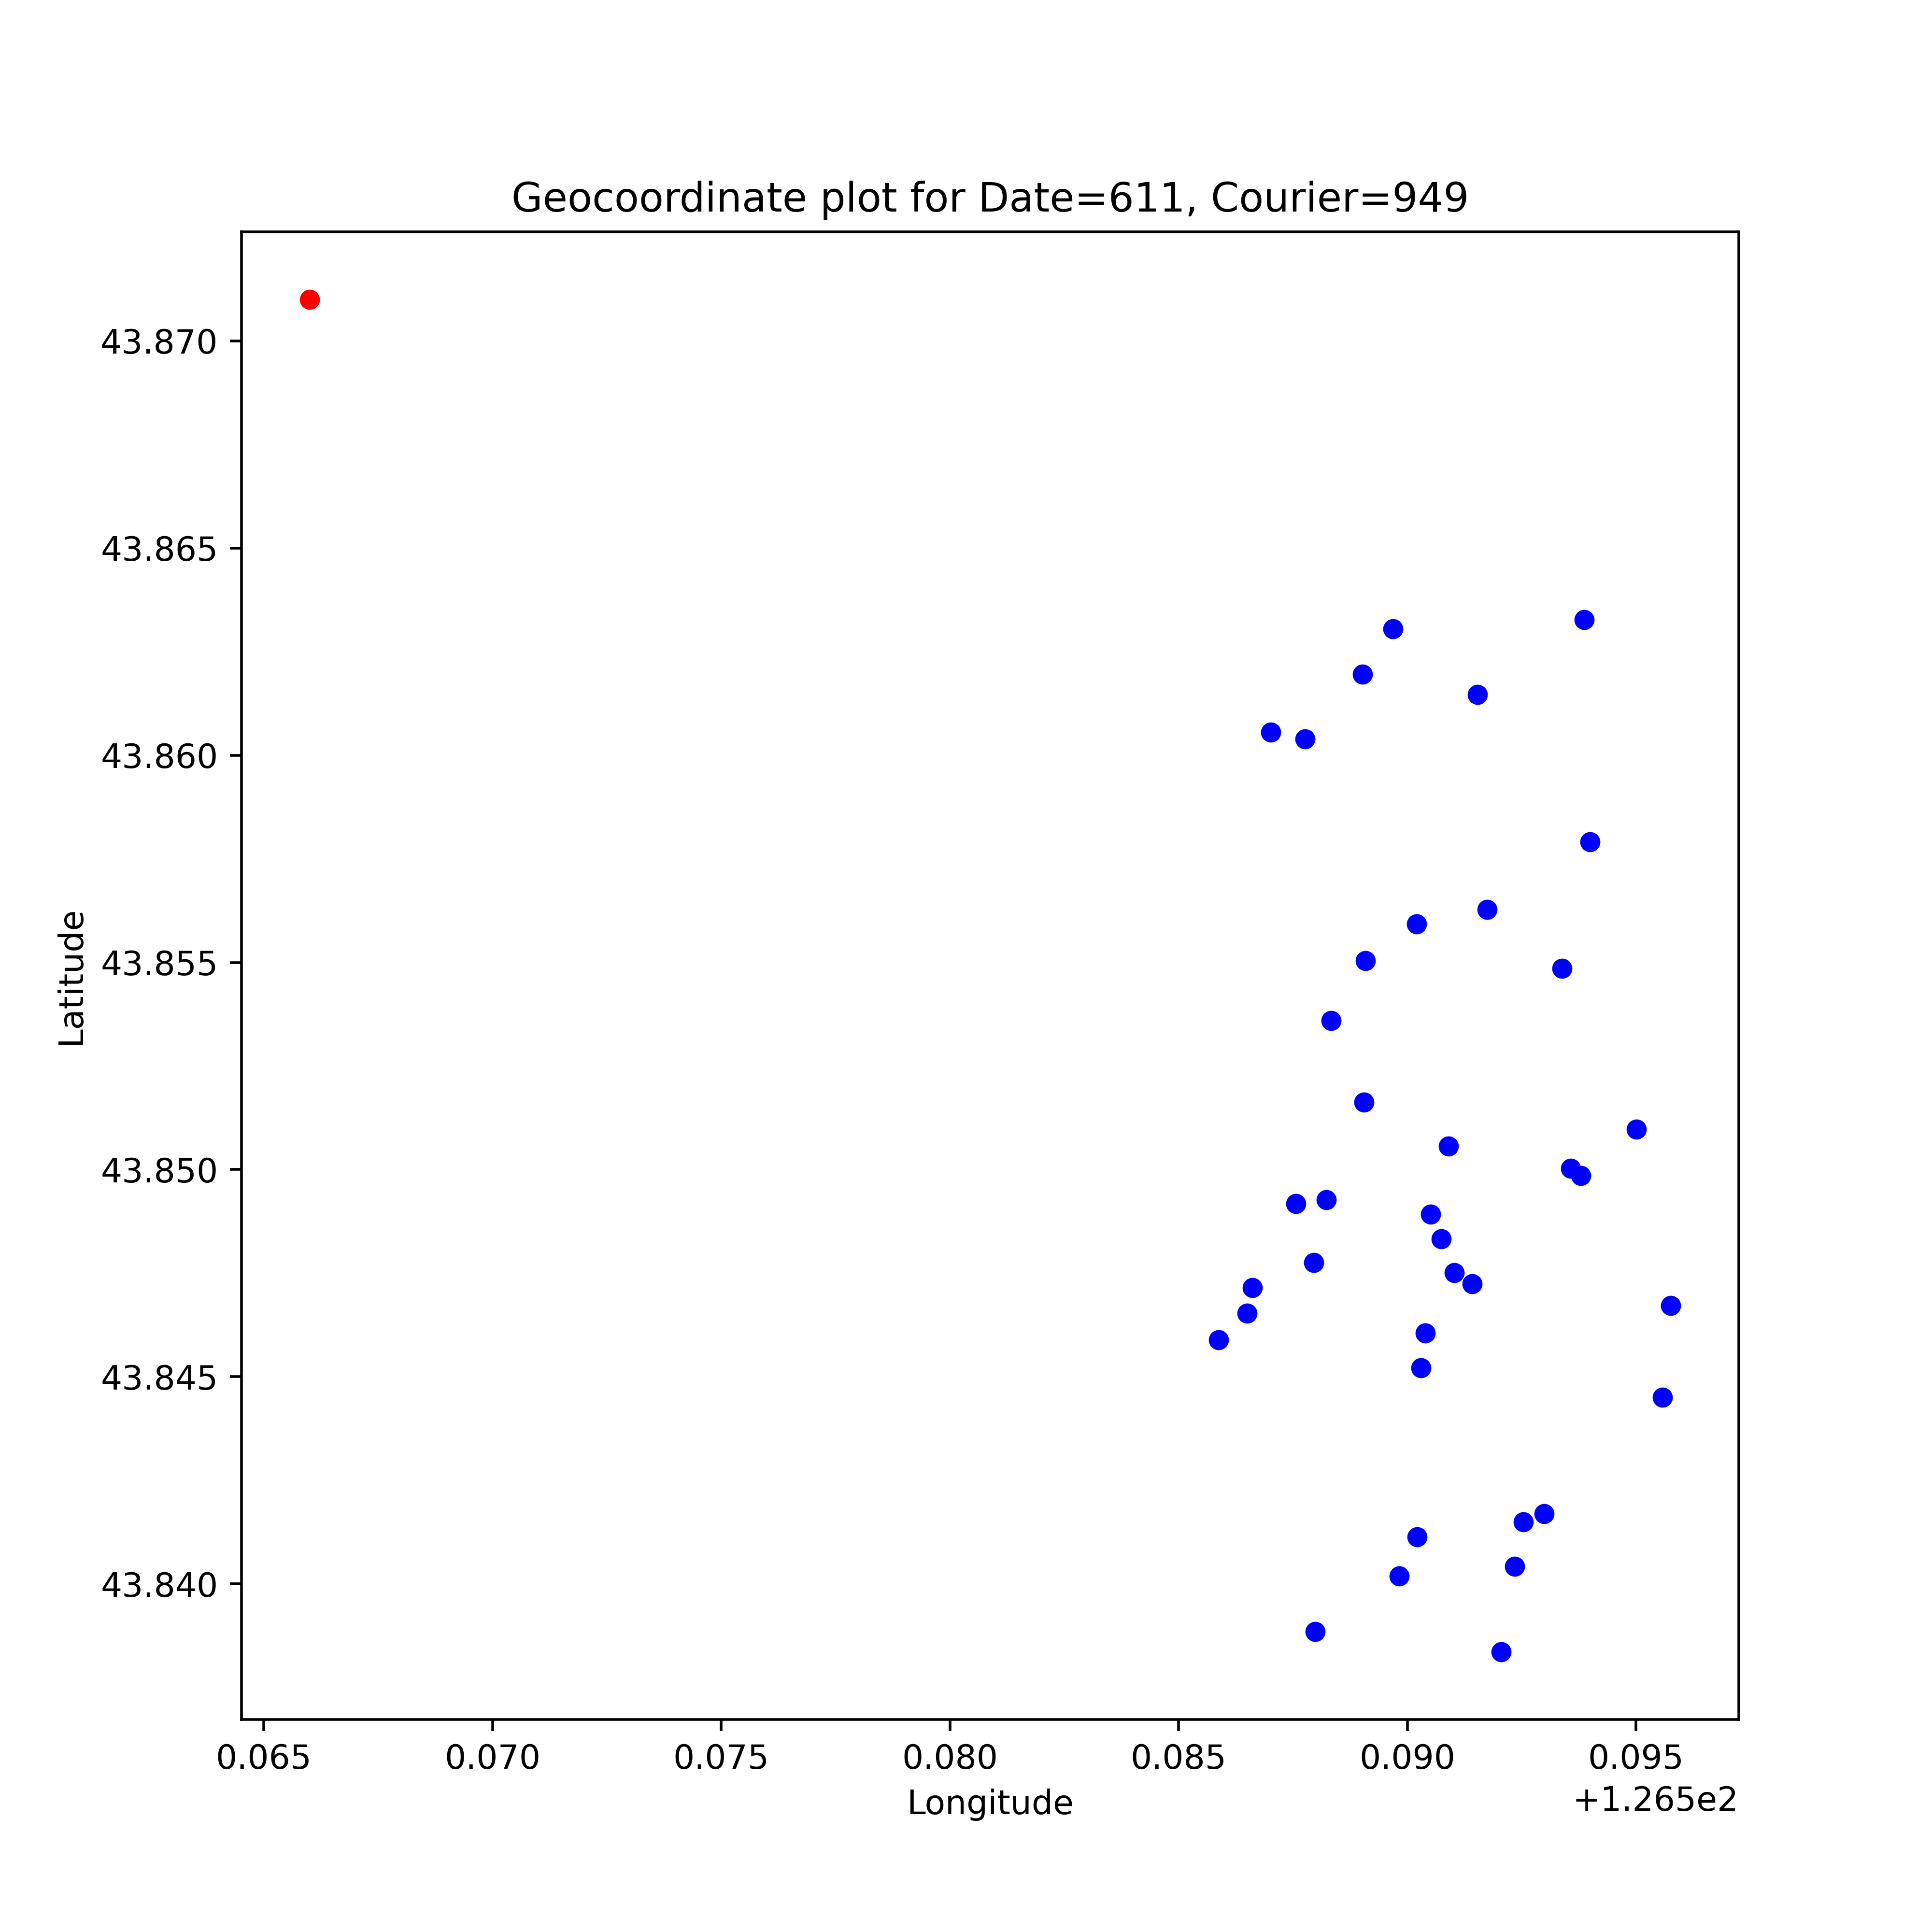 Geocoordinate plot for Date=611, Courier=949
43.870
43.865
43.860
43.855
43.850
43.845
43.840
Latitude
0.065 0.070 0.075 0.080 0.085 0.090 0.095
+1.265e2
Longitude